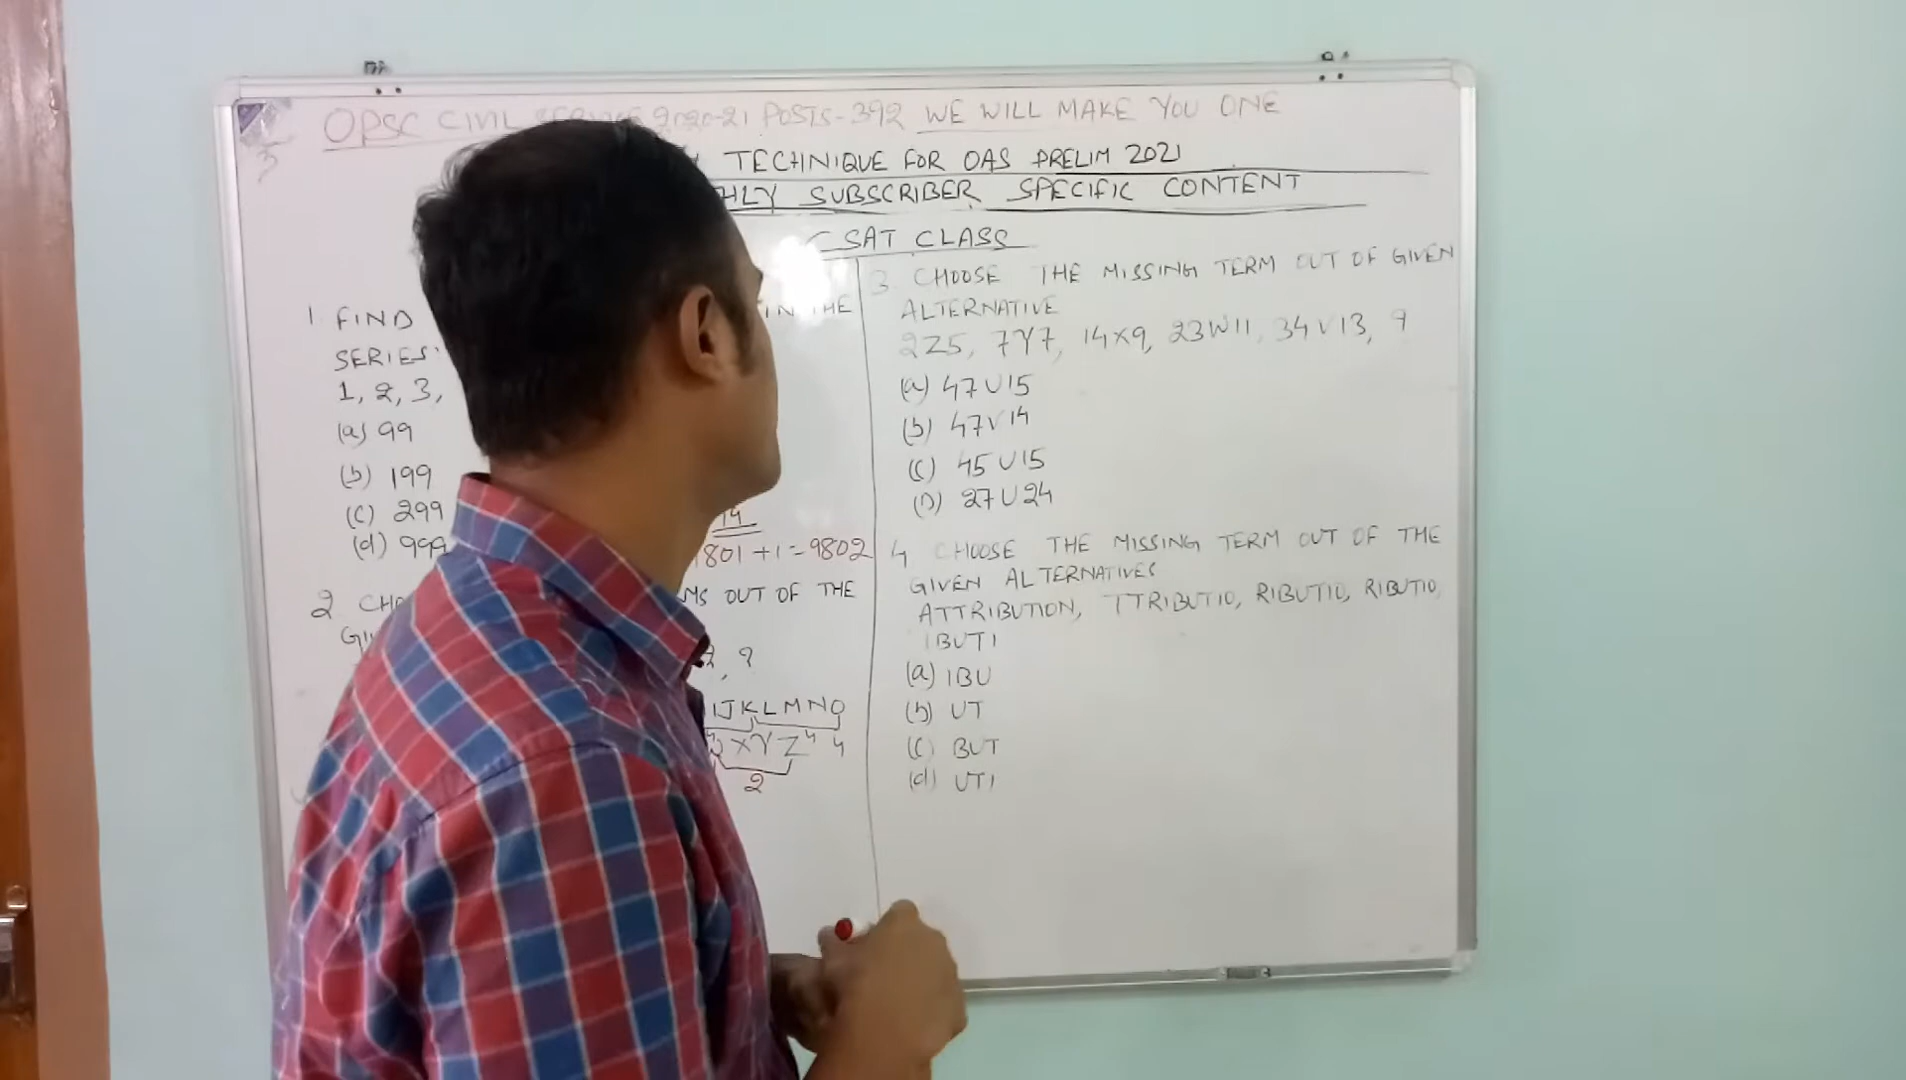 OPSC CIVIL SERVICE 2020-21 POSTS-392 WE WILL MAKE YOU ONE
TECHNIQUE FOR OAS PRELIM 2021
HLY SUBSCRIBER SPECIFIC CONTENT
CSAT CLASS
1. FIND IN THE
SERIES:
1, 2, 3,
(a) 99
(b) 199
(c) 299
(d) 999
14
801 + 1 = 9802
2 CHO MS OUT OF THE
GI
2, ?
IJKLMNO
XYZ 4 4
2
3 CHOOSE THE MISSING TERM OUT OF GIVEN
ALTERNATIVE
2Z5, 7Y7, 14X9, 23W11, 34V13, ?
(a) 47U15
(b) 47V14
(c) 45U15
(D) 27U24
4 CHOOSE THE MISSING TERM OUT OF THE
GIVEN ALTERNATIVES
ATTRIBUTION, TTRIBUTIO, RIBUTIO, RIBUTIO,
IBUTI
(a) IBU
(b) UT
(c) BUT
(d) UTI